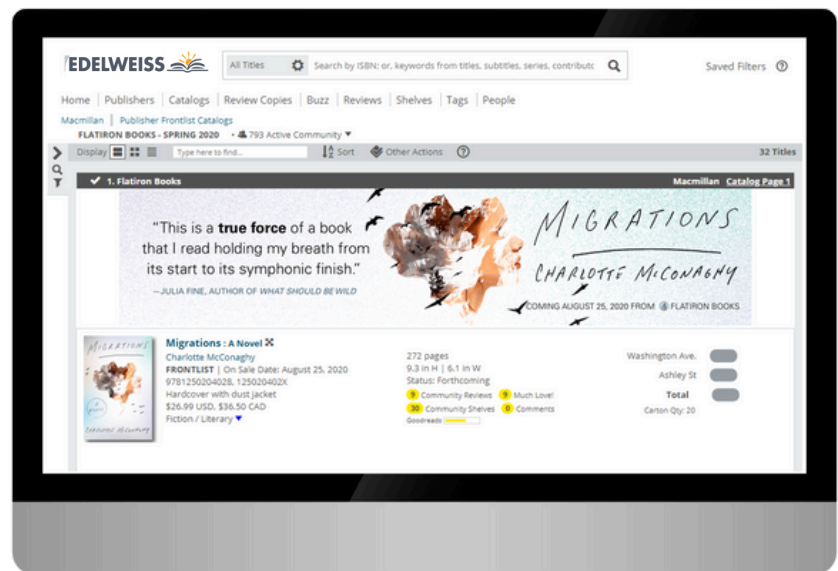 EDELWEISS
All Titles Search by ISBN; or, keywords from titles, subtitles, series, contributo
Saved Filters
Home | Publishers | Catalogs | Review Copies | Buzz | Reviews | Shelves | Tags | People
Macmillan | Publisher Frontlist Catalogs
FLATIRON BOOKS - SPRING 2020 • 793 Active Community ▼
Display Type here to find... Sort Other Actions 32 Titles
✔ 1. Flatiron Books Macmillan Catalog Page 1
"This is a true force of a book
that I read holding my breath from
its start to its symphonic finish."
—JULIA FINE, AUTHOR OF WHAT SHOULD BE WILD
MIGRATIONS
CHARLOTTE McCONAGHY
COMING AUGUST 25, 2020 FROM FLATIRON BOOKS
MIGRATIONS
CHARLOTTE McCONAGHY
Migrations : A Novel
Charlotte McConaghy
FRONTLIST | On Sale Date: August 25, 2020
9781250204028, 125020402X
Hardcover with dust jacket
$26.99 USD, $36.50 CAD
Fiction / Literary ▼
272 pages
9.3 in H | 6.1 in W
Status: Forthcoming
9 Community Reviews 9 Much Love!
30 Community Shelves 0 Comments
Goodreads
Washington Ave.
Ashley St
Total
Carton Qty: 20